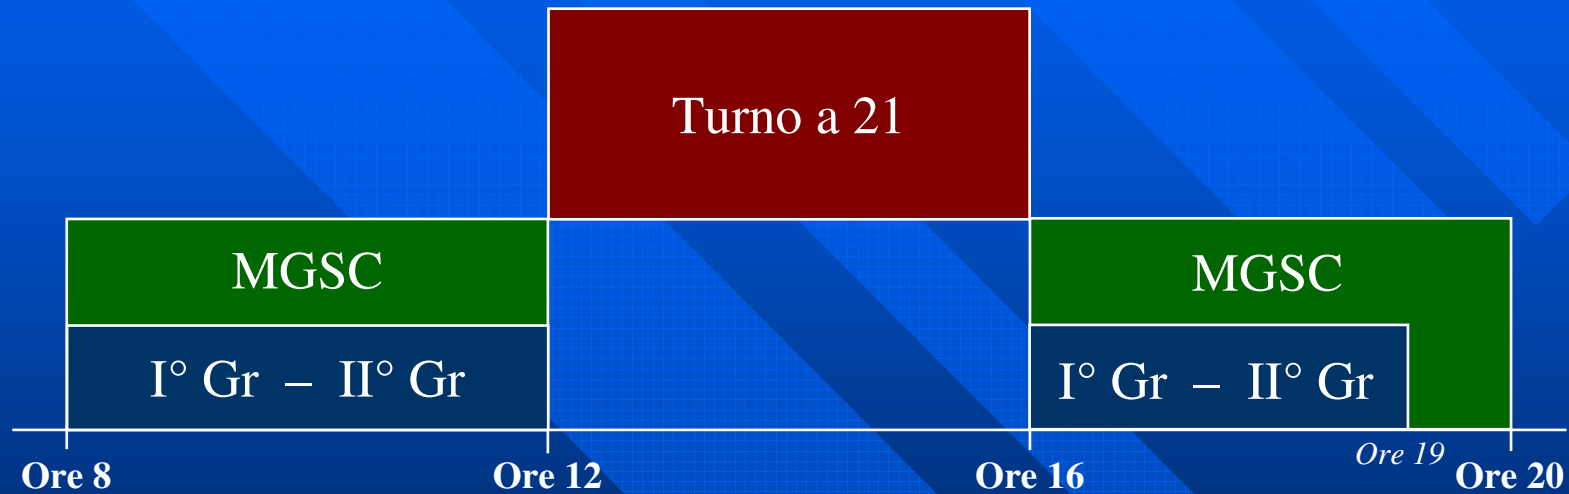 Turno a 21
MGSC
MGSC
I° Gr – II° Gr
I° Gr – II° Gr
Ore 8
Ore 12
Ore 16
Ore 19
Ore 20